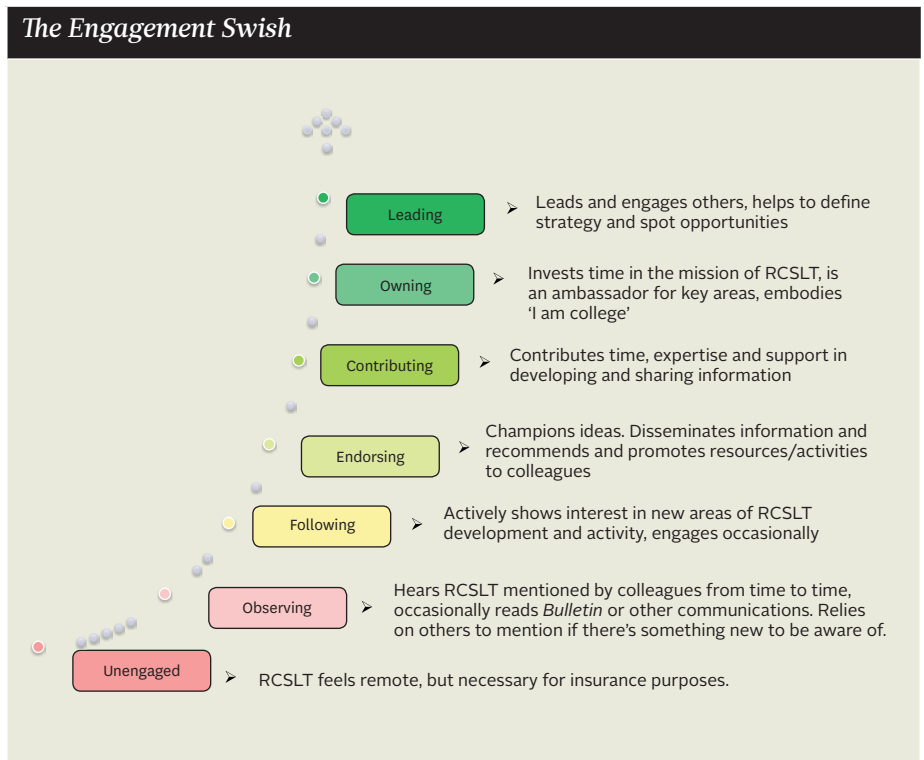 The Engagement Swish
Leading
Leads and engages others, helps to define
strategy and spot opportunities
Owning
Invests time in the mission of RCSLT, is
an ambassador for key areas, embodies
‘I am college’
Contributing
Contributes time, expertise and support in
developing and sharing information
Endorsing
Champions ideas. Disseminates information and
recommends and promotes resources/activities
to colleagues
Following
Actively shows interest in new areas of RCSLT
development and activity, engages occasionally
Observing
Hears RCSLT mentioned by colleagues from time to time,
occasionally reads Bulletin or other communications. Relies
on others to mention if there’s something new to be aware of.
Unengaged
RCSLT feels remote, but necessary for insurance purposes.